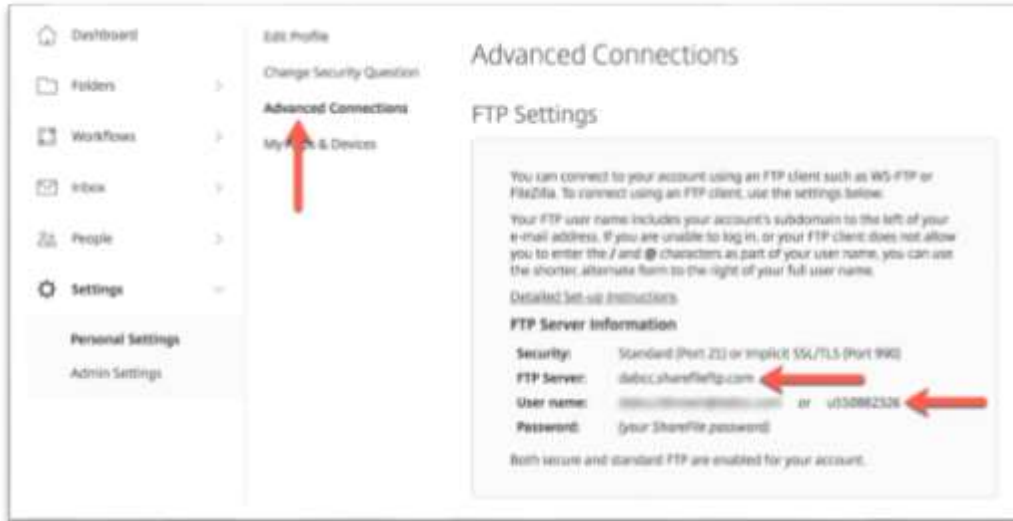 Dashboard
Folders
Workflows
Inbox
People
Settings
Personal Settings
Admin Settings
Edit Profile
Change Security Question
Advanced Connections
& Devices
Advanced Connections
FTP Settings
You can connect to your account using an FTP client such as WS-FTP or
FileZilla. To connect using an FTP client, use the settings below.
Your FTP user name includes your account's subdomain to the left of your
e-mail address. If you are unable to log in, or your FTP client does not allow
you to enter the / and @ characters as part of your user name, you can use
the shorter, alternate form to the right of your full user name.
Detailed Set-up Instructions
FTP Server Information
Security: Standard (Port 21) or Implicit SSL/TLS (Port 990)
FTP Server: dabcc.sharefileftp.com
User name: or
Password: (your ShareFile password)
Both secure and standard FTP are enabled for your account.